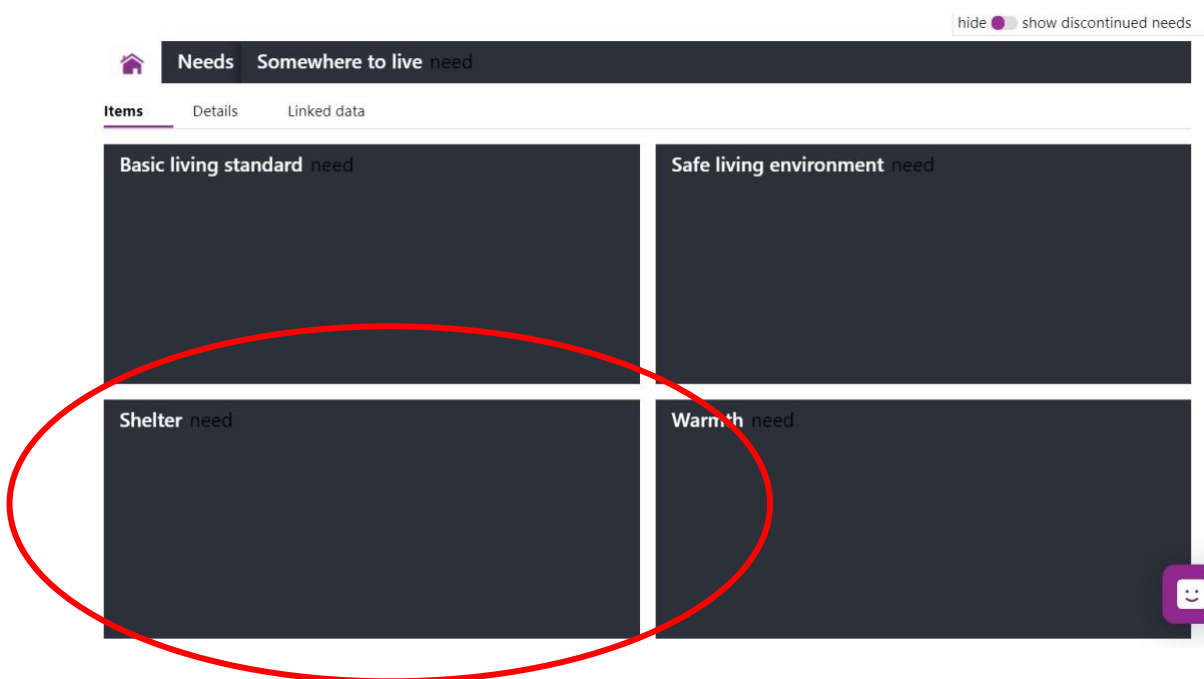 hide show discontinued needs
Needs Somewhere to live need
Items Details Linked data
Basic living standard need
Safe living environment need
Shelter need
Warmth need